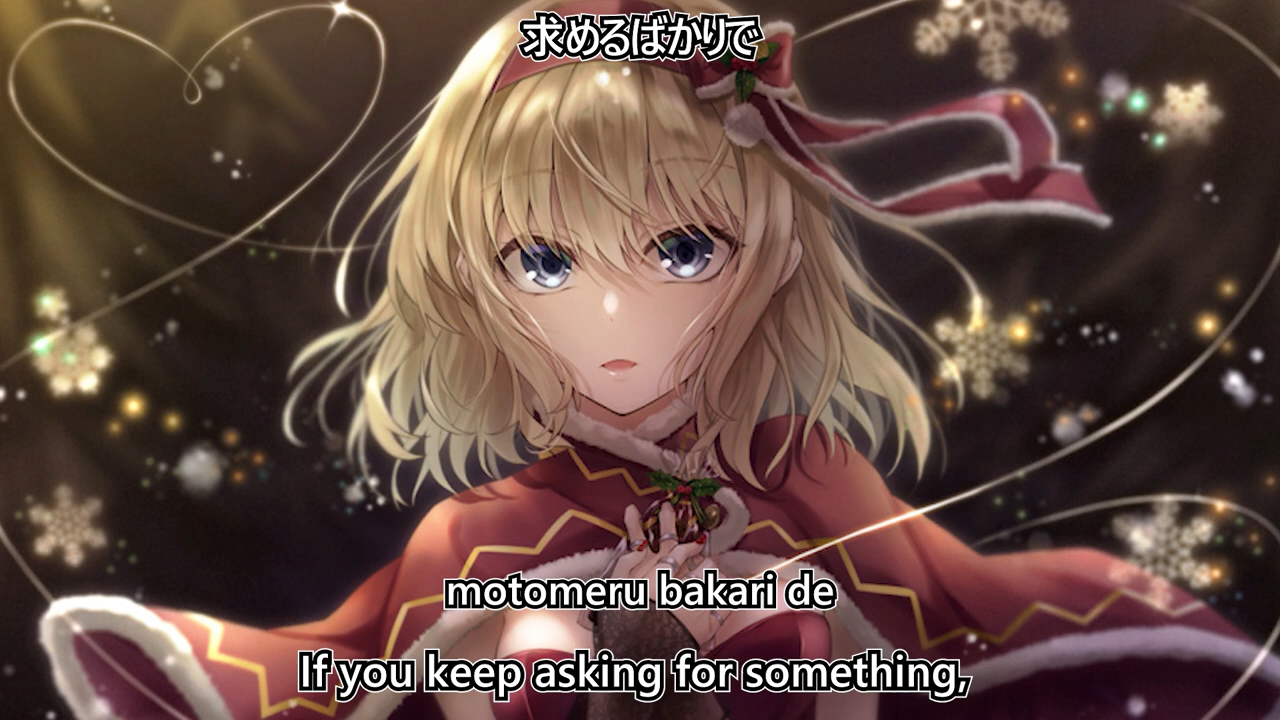 求めるばかりで
motomeru bakari de
If you keep asking for something,